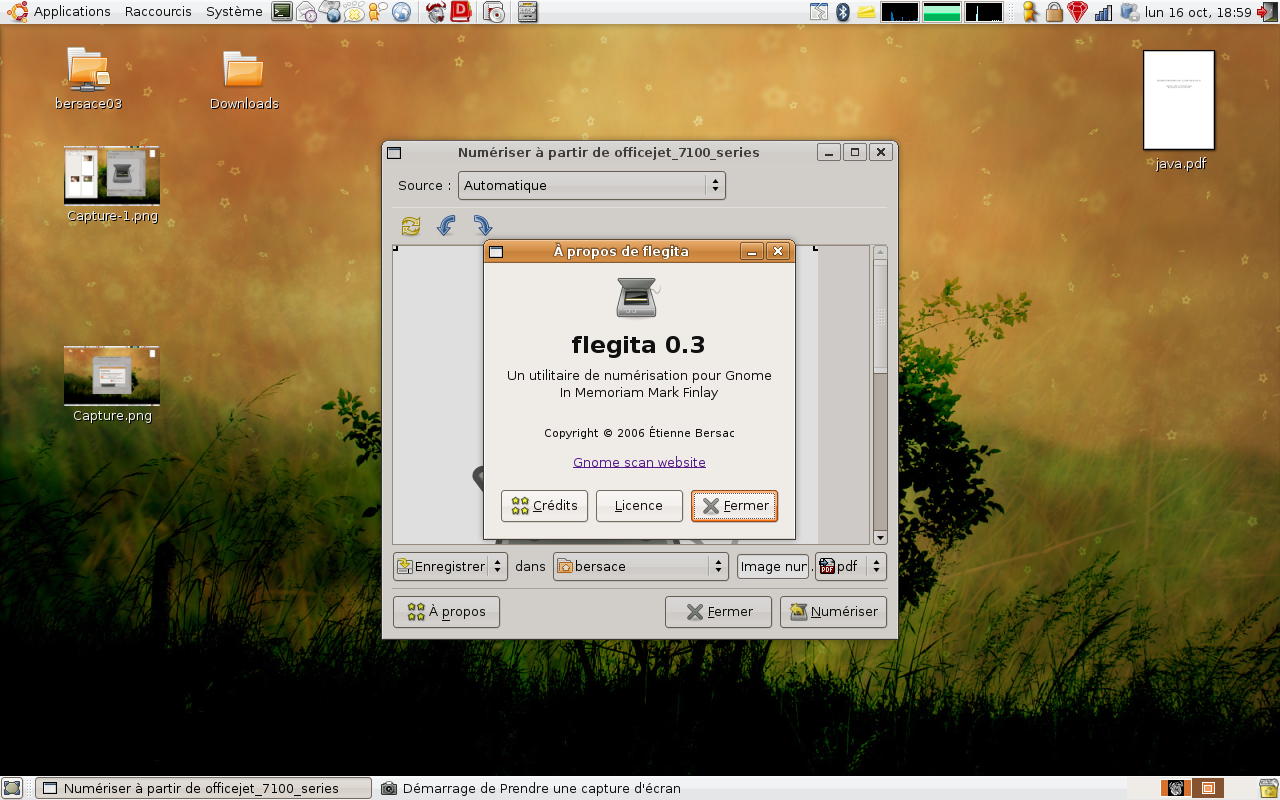 Applications Raccourcis Système lun 16 oct, 18:59
bersace03
Downloads
Capture-1.png
Capture.png
java.pdf
Numériser à partir de officejet_7100_series
Source : Automatique
À propos de flegita
flegita 0.3
Un utilitaire de numérisation pour Gnome
In Memoriam Mark Finlay
Copyright © 2006 Étienne Bersac
Gnome scan website
Crédits Licence Fermer
Enregistrer dans bersace Image nur . pdf
À propos Fermer Numériser
Numériser à partir de officejet_7100_series Démarrage de Prendre une capture d'écran